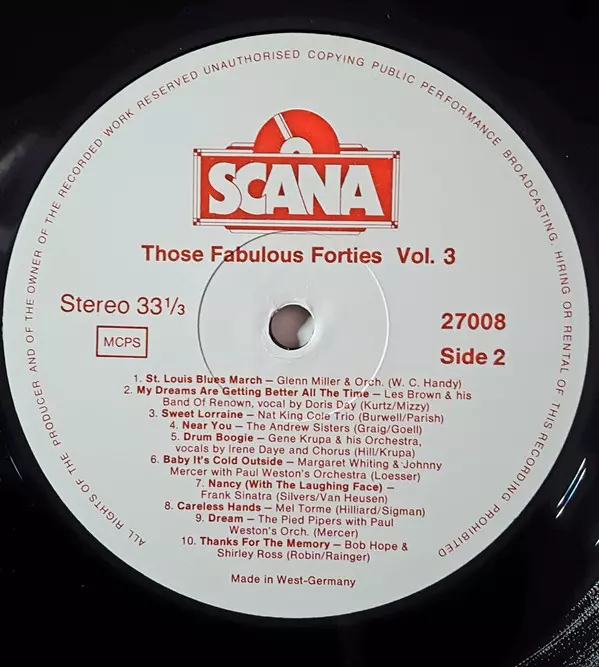 ALL RIGHTS OF THE PRODUCER AND OF THE OWNER OF THE RECORDED WORK RESERVED UNAUTHORISED COPYING PUBLIC PERFORMANCE BROADCASTING, HIRING OR RENTAL OF THIS RECORDING PROHIBITED
SCANA
Those Fabulous Forties Vol. 3
Stereo 33 1/3
MCPS
27008
Side 2
1. St. Louis Blues March – Glenn Miller & Orch. (W. C. Handy)
2. My Dreams Are Getting Better All The Time – Les Brown & his
Band Of Renown, vocal by Doris Day (Kurtz/Mizzy)
3. Sweet Lorraine – Nat King Cole Trio (Burwell/Parish)
4. Near You – The Andrew Sisters (Graig/Goell)
5. Drum Boogie – Gene Krupa & his Orchestra,
vocals by Irene Daye and Chorus (Hill/Krupa)
6. Baby It's Cold Outside – Margaret Whiting & Johnny
Mercer with Paul Weston's Orchestra (Loesser)
7. Nancy (With The Laughing Face) –
Frank Sinatra (Silvers/Van Heusen)
8. Careless Hands – Mel Torme (Hilliard/Sigman)
9. Dream – The Pied Pipers with Paul
Weston's Orch. (Mercer)
10. Thanks For The Memory – Bob Hope &
Shirley Ross (Robin/Rainger)
Made in West-Germany